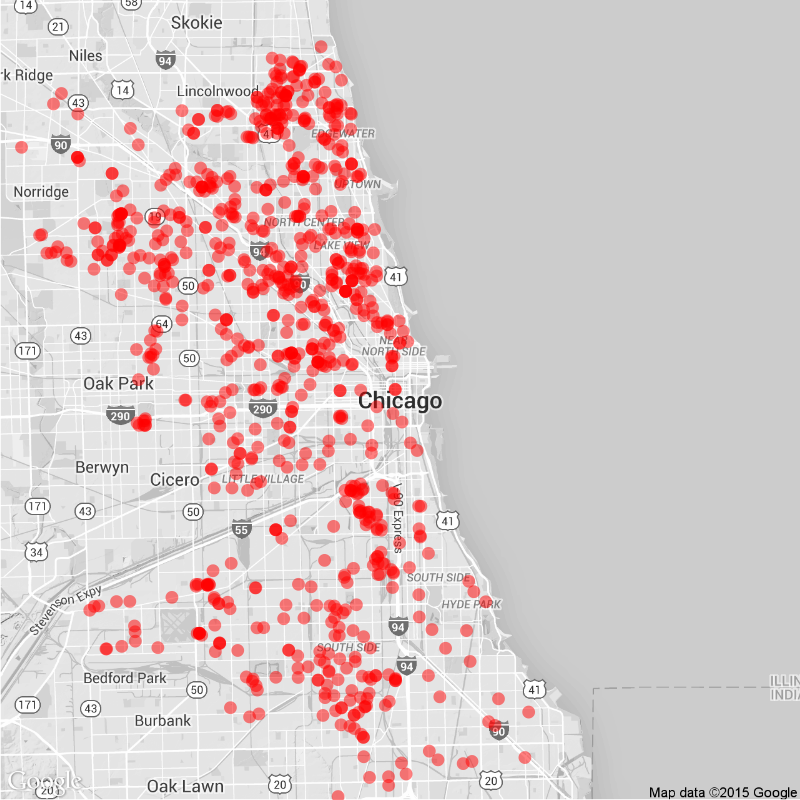 14
58
21
Skokie
Niles
94
rk Ridge
14
Lincolnwood
43
41
EDGEWATER
90
UPTOWN
Norridge
19
NORTH CENTER
LAKE VIEW
94
41
50
64
43
NEAR
NORTH SIDE
171
50
Oak Park
Chicago
290
290
Berwyn
Cicero
LITTLE VILLAGE
171
43
50
I-90 Express
41
55
34
SOUTH SIDE
Stevenson Expy
HYDE PARK
94
SOUTH SIDE
94
Bedford Park
ILLIN
INDIA
50
41
171
43
Burbank
90
Google
Oak Lawn
20
20
20
Map data ©2015 Google